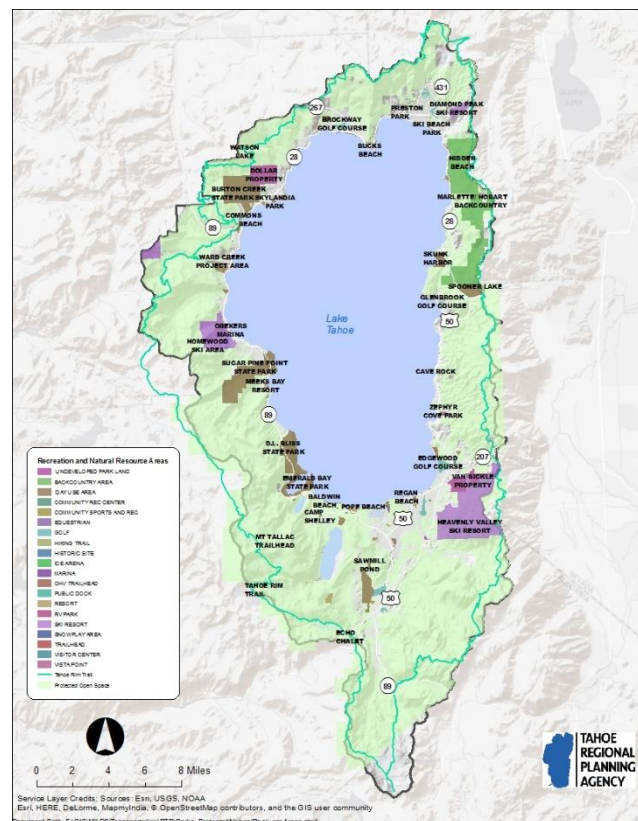 431
DIAMOND PEAK
SKI RESORT
267
PRESTON
PARK
BROCKWAY
GOLF COURSE
SKI BEACH
PARK
BUCKS
BEACH
WATSON
LAKE
28
HIDDEN
BEACH
DOLLAR
PROPERTY
BURTON CREEK
STATE PARK
SKYLANDIA
PARK
MARLETTE/ HOBART
BACKCOUNTRY
COMMONS
BEACH
89
28
WARD CREEK
PROJECT AREA
SKUNK
HARBOR
SPOONER LAKE
GLENBROOK
GOLF COURSE
50
Lake
Tahoe
OBEXERS
MARINA
HOMEWOOD
SKI AREA
SUGAR PINE POINT
STATE PARK
MEEKS BAY
RESORT
CAVE ROCK
89
ZEPHYR
COVE PARK
D.L. BLISS
STATE PARK
EDGEWOOD
GOLF COURSE
207
EMERALD BAY
STATE PARK
VAN SICKLE
PROPERTY
BALDWIN
BEACH
POPE BEACH
REGAN
BEACH
CAMP
SHELLEY
50
HEAVENLY VALLEY
SKI RESORT
MT TALLAC
TRAILHEAD
SAWMILL
POND
TAHOE RIM
TRAIL
50
ECHO
CHALET
89
Recreation and Natural Resource Areas
UNDEVELOPED PARK LAND
BACKCOUNTRY AREA
DAY USE AREA
COMMUNITY REC CENTER
COMMUNITY SPORTS AND REC
EQUESTRIAN
GOLF
HIKING TRAIL
HISTORIC SITE
ICE ARENA
MARINA
OHV TRAILHEAD
PUBLIC DOCK
RESORT
RV PARK
SKI RESORT
SNOWPLAY AREA
TRAILHEAD
VISITOR CENTER
VISTA POINT
Tahoe Rim Trail
Protected Open Space
0 2 4 8 Miles
TAHOE
REGIONAL
PLANNING
AGENCY
Service Layer Credits: Sources: Esri, USGS, NOAA
Esri, HERE, DeLorme, MapmyIndia, © OpenStreetMap contributors, and the GIS user community